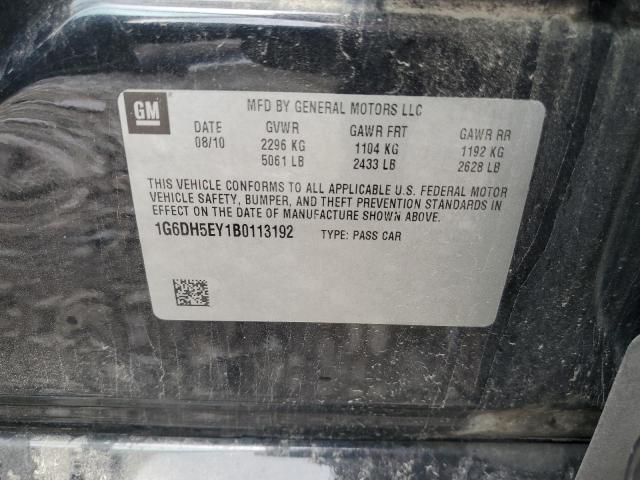 GM
MFD BY GENERAL MOTORS LLC
DATE GVWR GAWR FRT GAWR RR
08/10 2296 KG 1104 KG 1192 KG
5061 LB 2433 LB 2628 LB
THIS VEHICLE CONFORMS TO ALL APPLICABLE U.S. FEDERAL MOTOR
VEHICLE SAFETY, BUMPER, AND THEFT PREVENTION STANDARDS IN
EFFECT ON THE DATE OF MANUFACTURE SHOWN ABOVE.
1G6DH5EY1B0113192 TYPE: PASS CAR